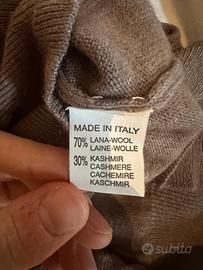 MADE IN ITALY
70% LANA-WOOL
LAINE-WOLLE
30% KASHMIR
CASHMERE
CACHEMIRE
KASCHMIR
subito